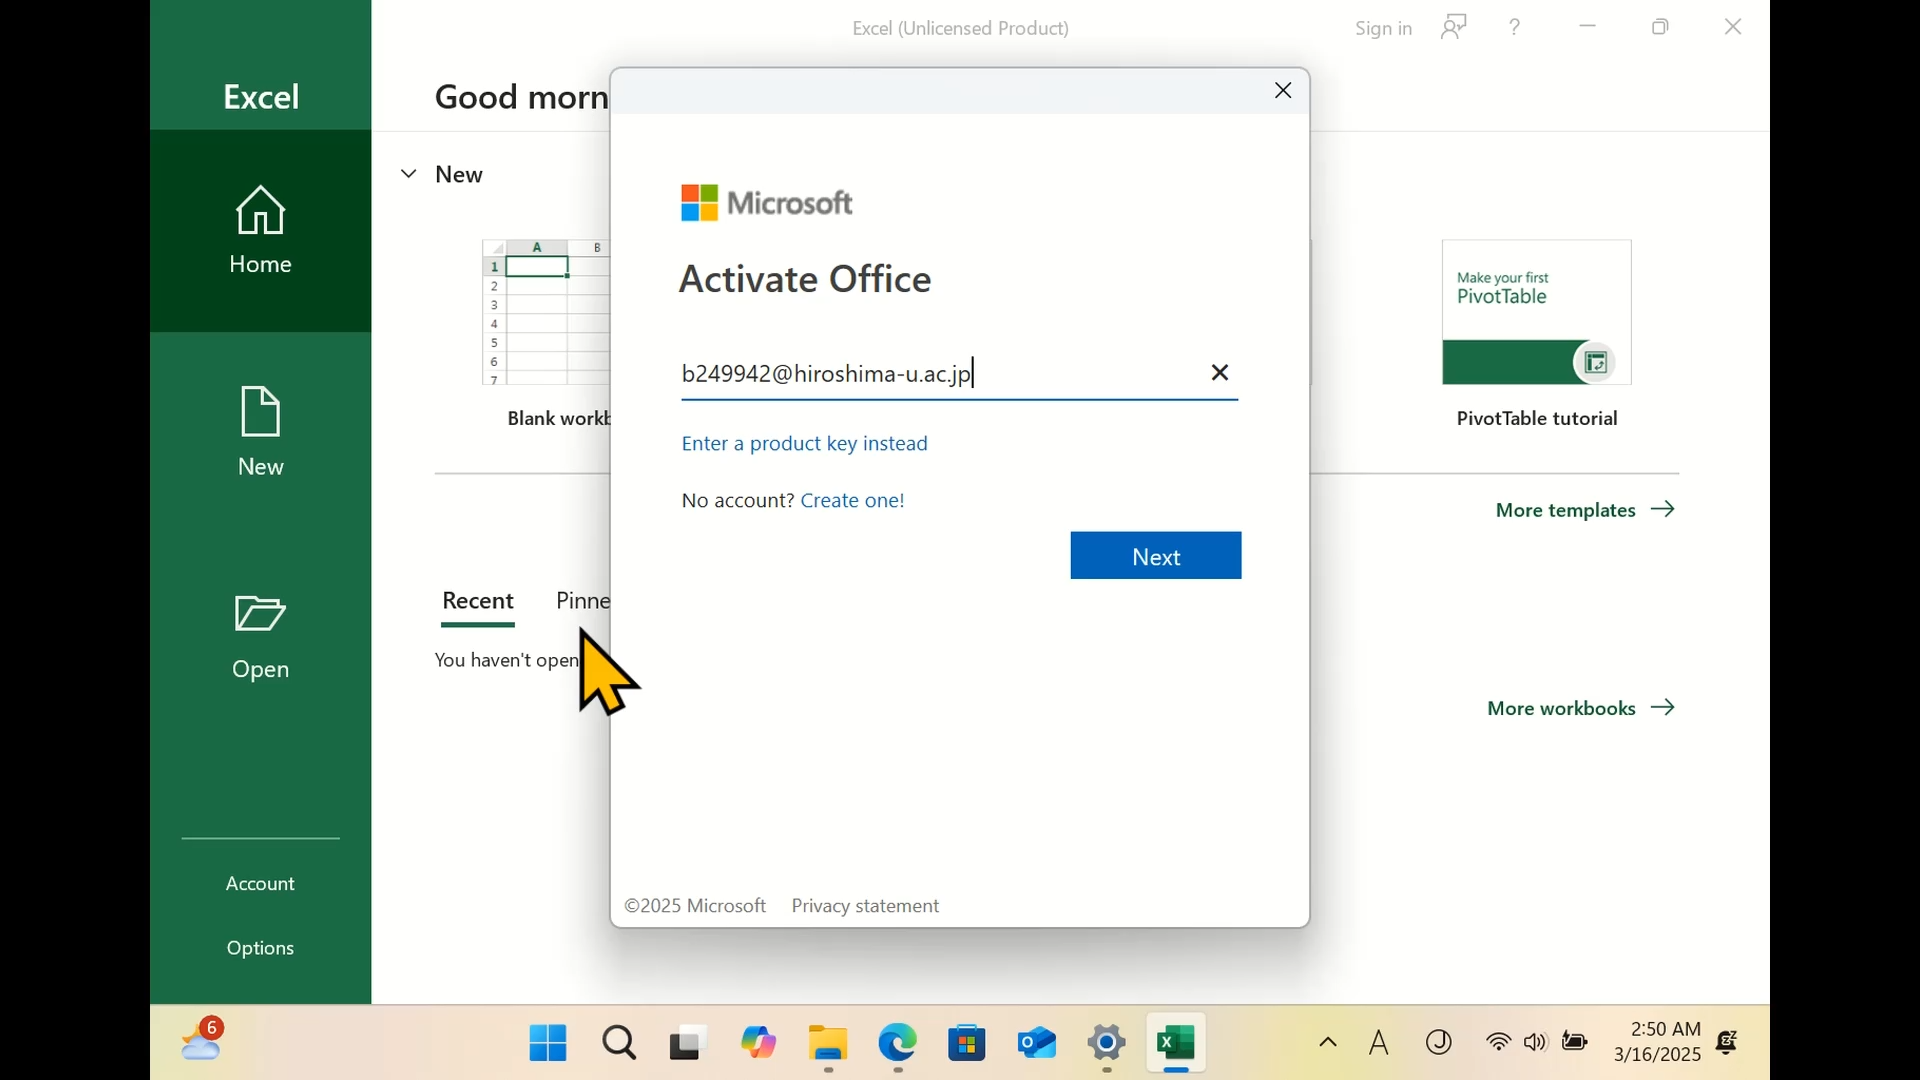 Excel (Unlicensed Product)
Sign in
?
Excel
Good morn
Home
New
A
B
1
2
3
4
5
6
7
Blank workb
Make your first
PivotTable
PivotTable tutorial
New
Open
More templates
Recent
Pinne
You haven't open
More workbooks
Account
Options
Microsoft
Activate Office
b249942@hiroshima-u.ac.jp
Enter a product key instead
No account? Create one!
Next
©2025 Microsoft
Privacy statement
6
A
J
2:50 AM
3/16/2025